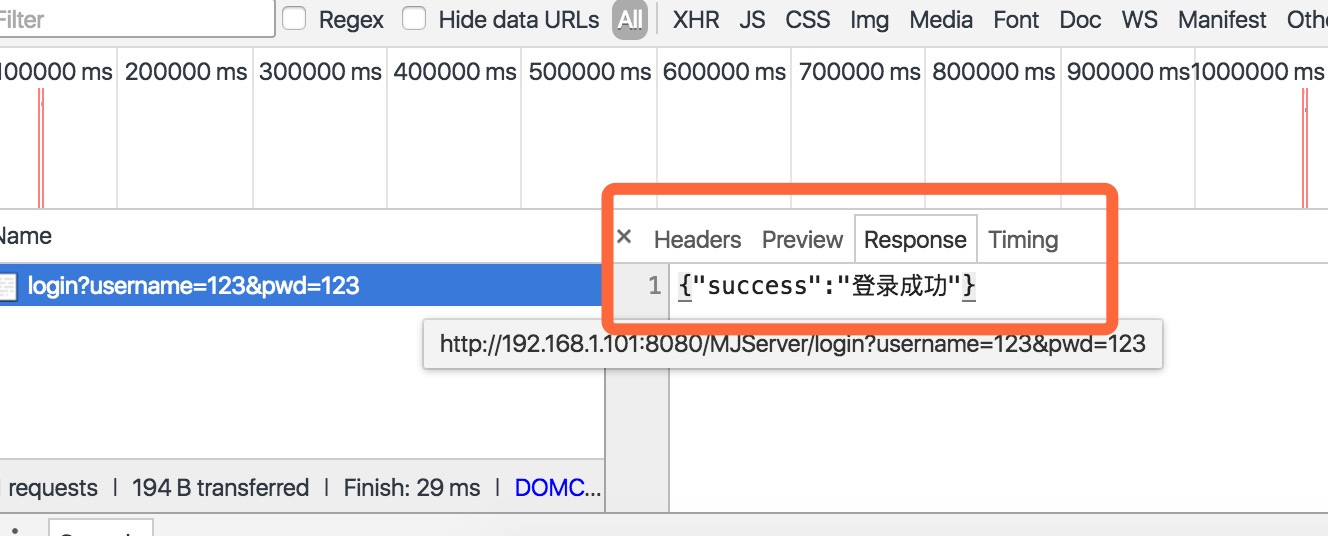 Filter Regex Hide data URLs All XHR JS CSS Img Media Font Doc WS Manifest
100000 ms 200000 ms 300000 ms 400000 ms 500000 ms 600000 ms 700000 ms 800000 ms 900000 ms 1000000 ms
Name × Headers Preview Response Timing
login?username=123&pwd=123 1 {"success":"登录成功"}
http://192.168.1.101:8080/MJServer/login?username=123&pwd=123
requests | 194 B transferred | Finish: 29 ms | DOMC...